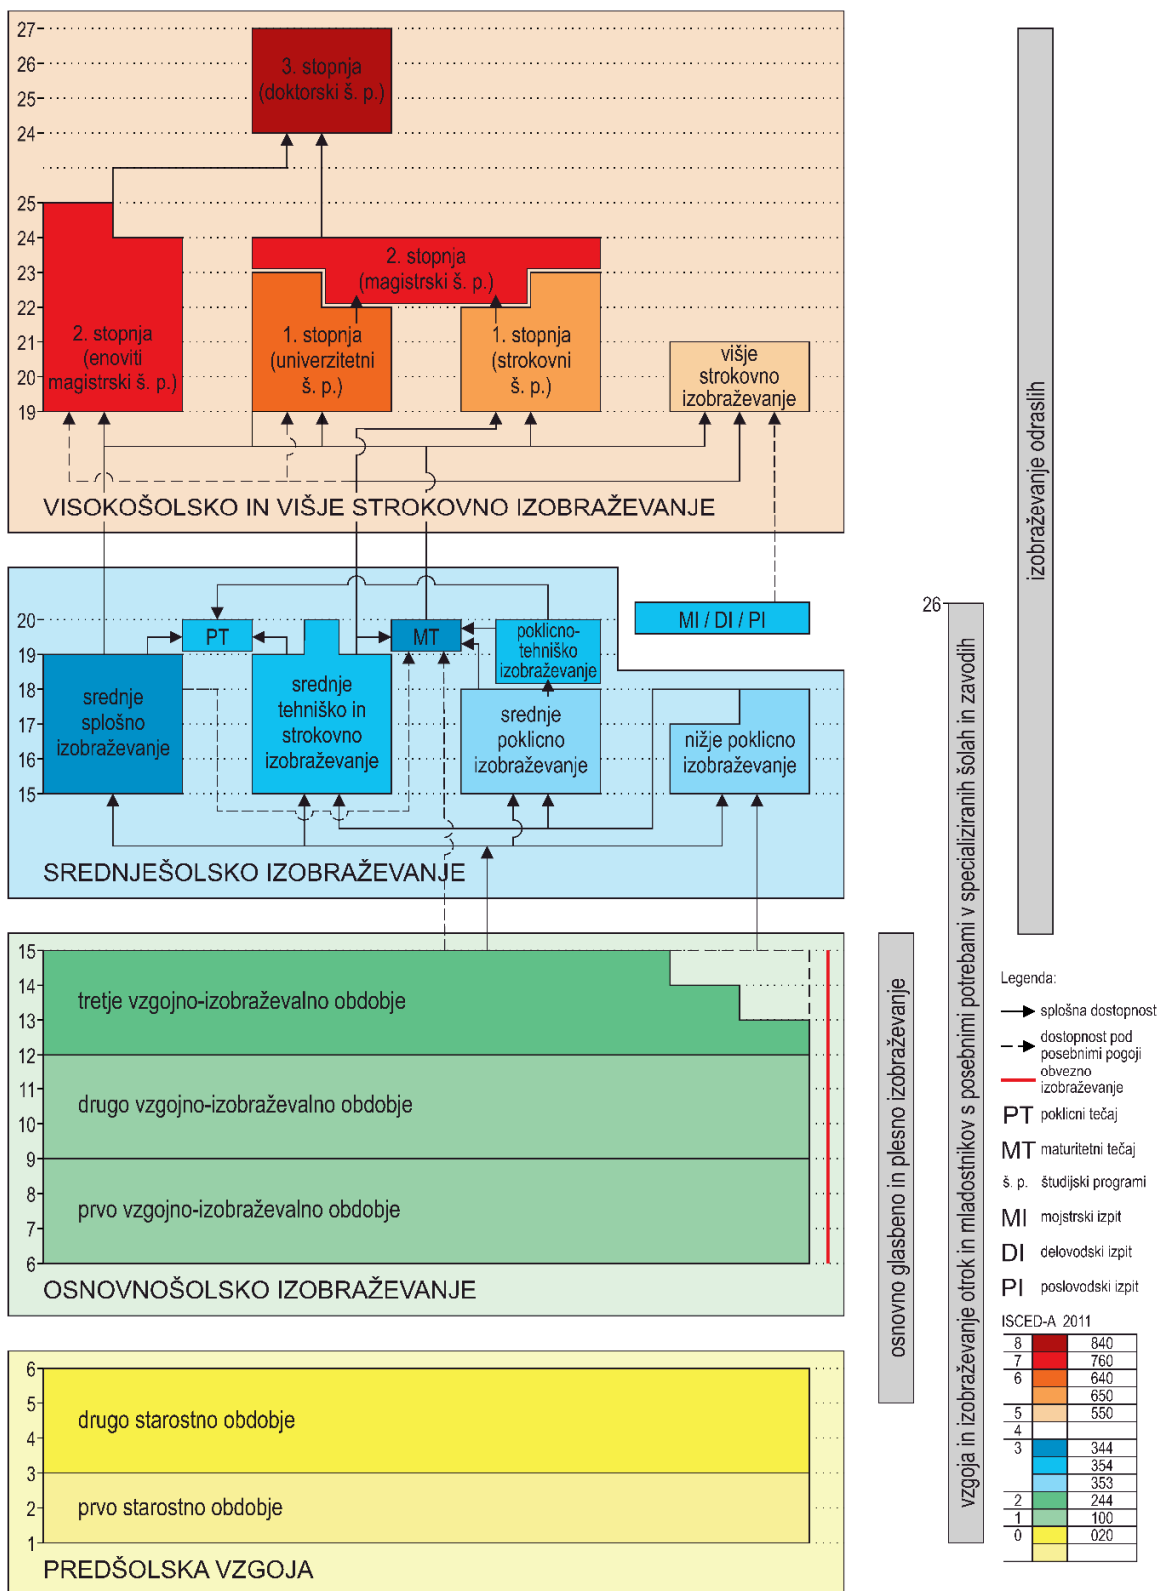 27
26
25
24
3. stopnja
(doktorski š. p.)
25
24
23
22
21
20
19
2. stopnja
(enoviti
magistrski š. p.)
2. stopnja
(magistrski š. p.)
1. stopnja
(univerzitetni
š. p.)
1. stopnja
(strokovni
š. p.)
višje
strokovno
izobraževanje
VISOKOŠOLSKO IN VIŠJE STROKOVNO IZOBRAŽEVANJE
20
19
18
17
16
15
PT
MT
poklicno-
tehniško
izobraževanje
MI / DI / PI
srednje
splošno
izobraževanje
srednje
tehniško in
strokovno
izobraževanje
srednje
poklicno
izobraževanje
nižje poklicno
izobraževanje
SREDNJEŠOLSKO IZOBRAŽEVANJE
15
14
13
12
11
10
9
8
7
6
tretje vzgojno-izobraževalno obdobje
drugo vzgojno-izobraževalno obdobje
prvo vzgojno-izobraževalno obdobje
OSNOVNOŠOLSKO IZOBRAŽEVANJE
6
5
4
3
2
1
drugo starostno obdobje
prvo starostno obdobje
PREDŠOLSKA VZGOJA
osnovno glasbeno in plesno izobraževanje
26
vzgoja in izobraževanje otrok in mladostnikov s posebnimi potrebami v specializiranih šolah in zavodih
izobraževanje odraslih
Legenda:
splošna dostopnost
dostopnost pod
posebnimi pogoji
obvezno
izobraževanje
PT poklicni tečaj
MT maturitetni tečaj
š. p. študijski programi
MI mojstrski izpit
DI delovodski izpit
PI poslovodski izpit
ISCED-A 2011
8 840
7 760
6 640
650
5 550
4
3 344
354
353
2 244
1 100
0 020